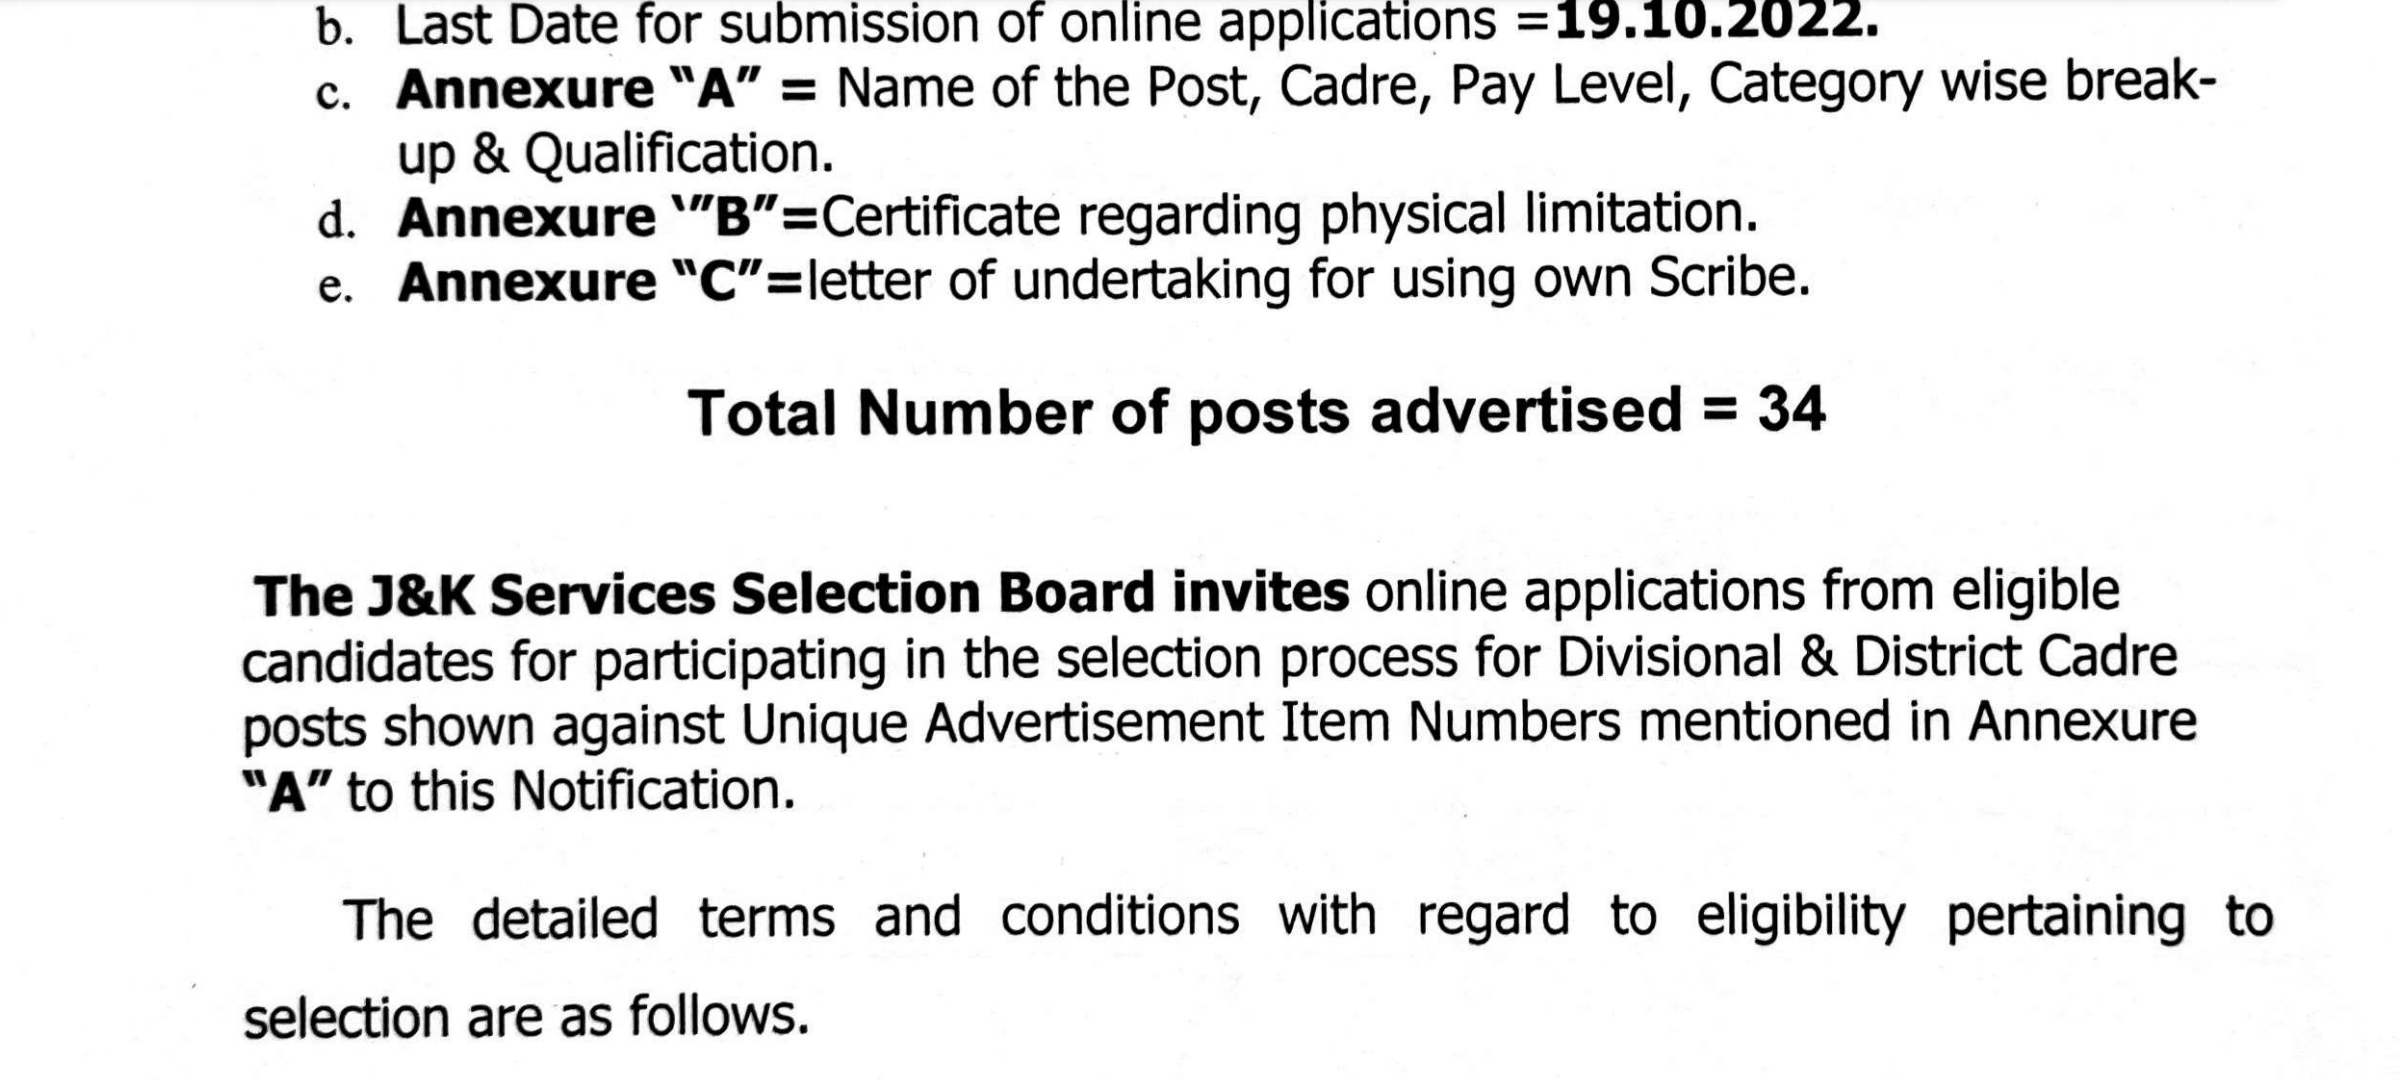 b. Last Date for submission of online applications =19.10.2022.
c. Annexure "A" = Name of the Post, Cadre, Pay Level, Category wise break-
up & Qualification.
d. Annexure '"B"=Certificate regarding physical limitation.
e. Annexure "C"=letter of undertaking for using own Scribe.
Total Number of posts advertised = 34
The J&K Services Selection Board invites online applications from eligible
candidates for participating in the selection process for Divisional & District Cadre
posts shown against Unique Advertisement Item Numbers mentioned in Annexure
"A" to this Notification.
The detailed terms and conditions with regard to eligibility pertaining to
selection are as follows.